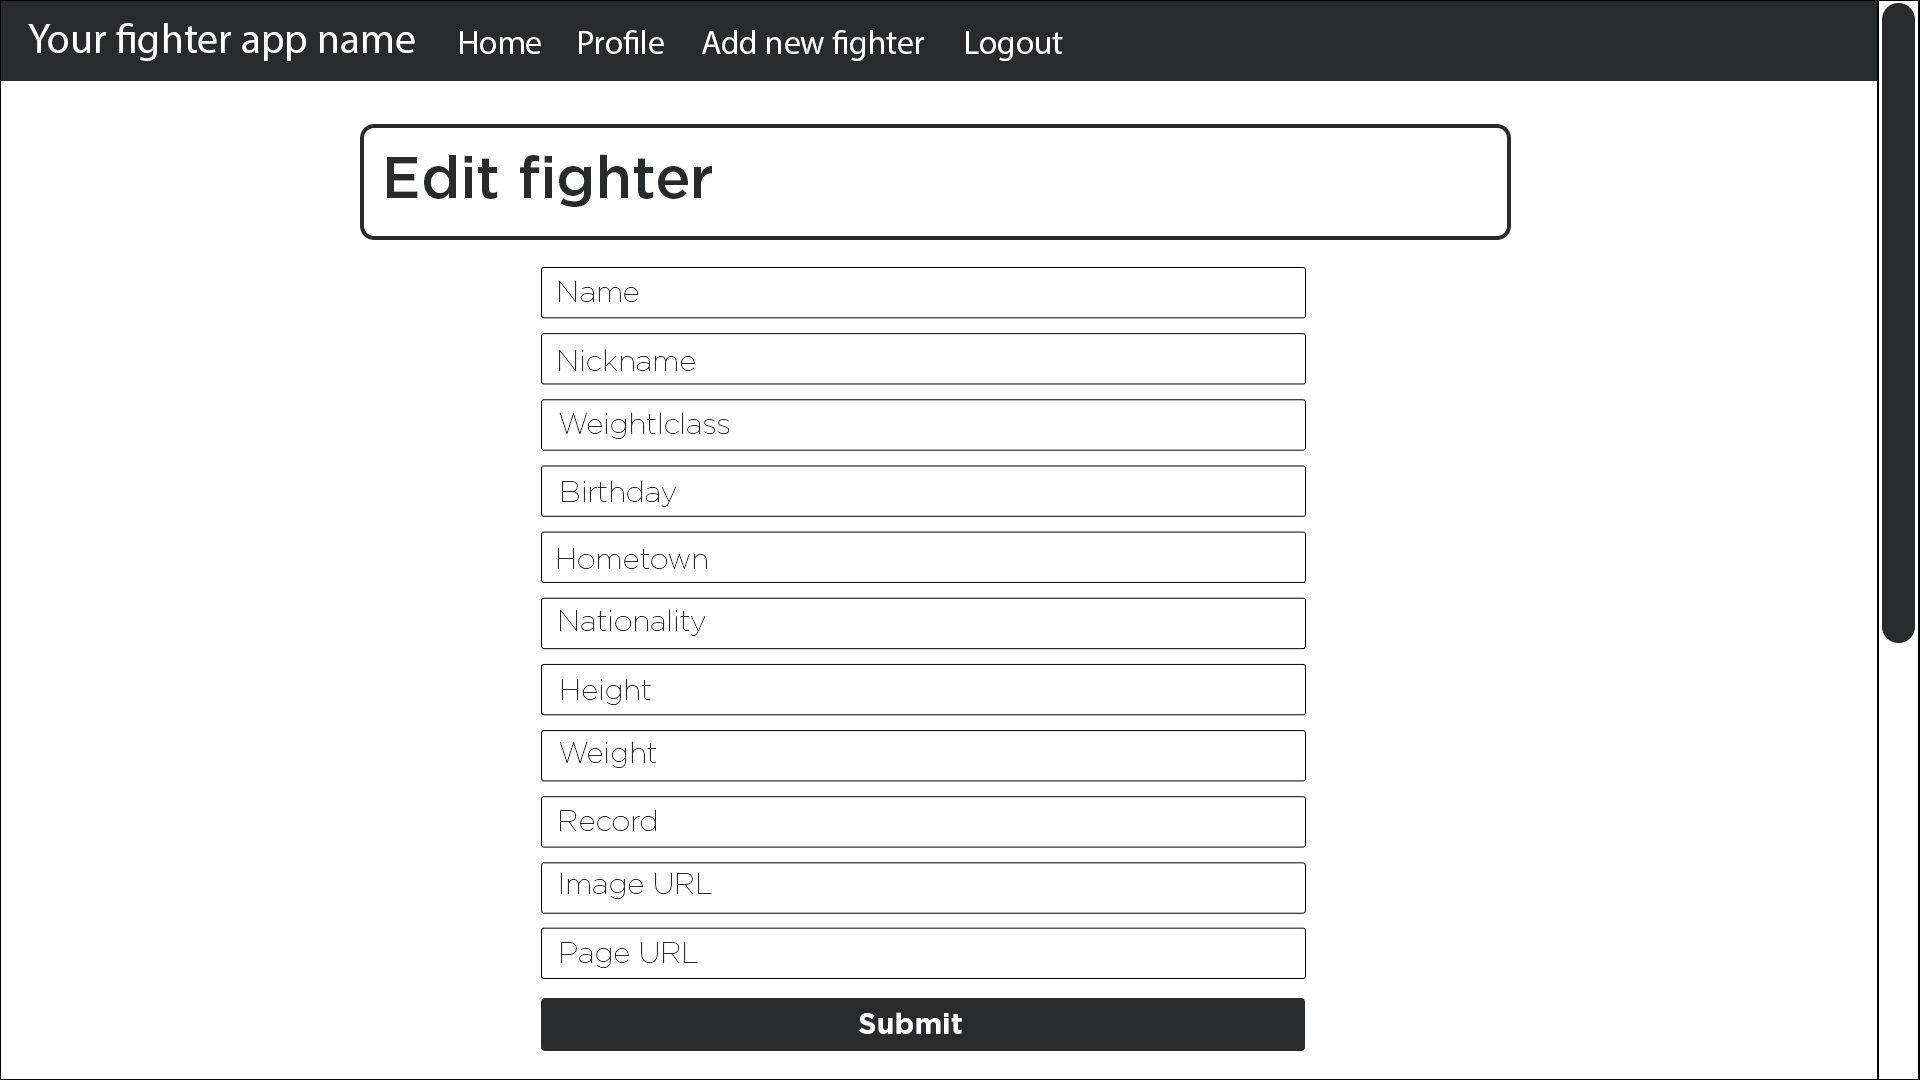 Your fighter app name Home Profile Add new fighter Logout
Edit fighter
Name
Nickname
Weightlclass
Birthday
Hometown
Nationality
Height
Weight
Record
Image URL
Page URL
Submit